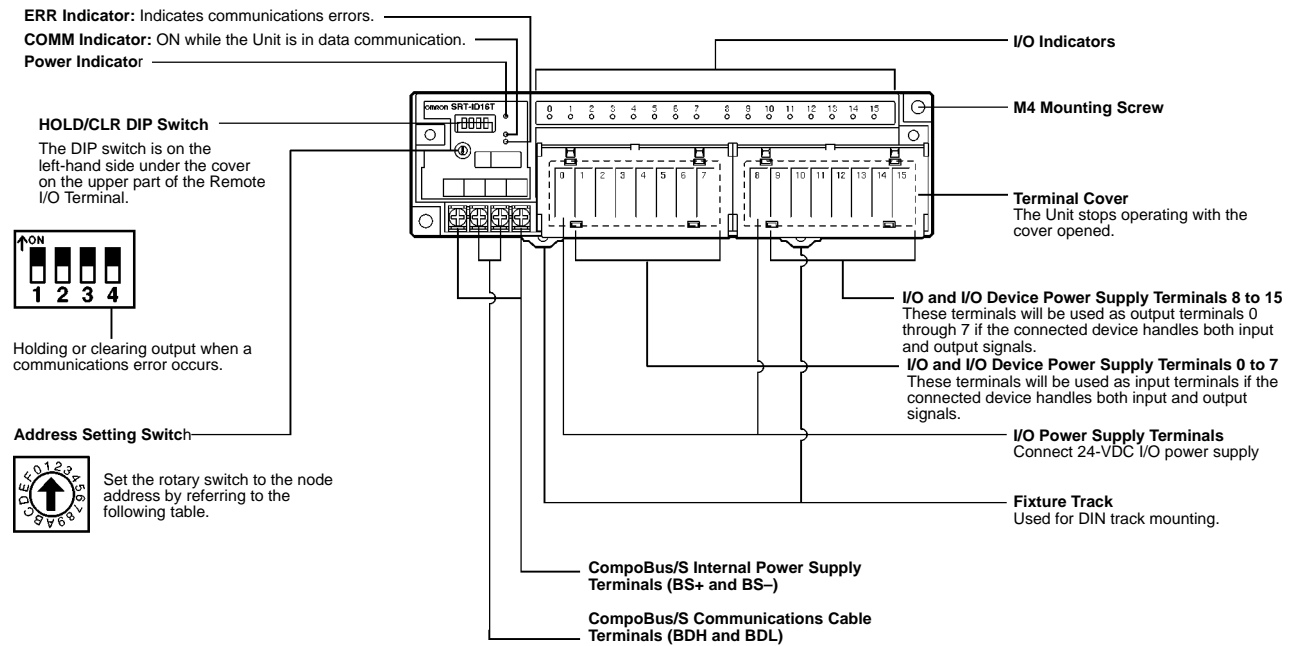 ERR Indicator: Indicates communications errors.
COMM Indicator: ON while the Unit is in data communication.
Power Indicator
I/O Indicators
M4 Mounting Screw
omron SRT-ID16T
0 1 2 3 4 5 6 7 8 9 10 11 12 13 14 15
HOLD/CLR DIP Switch
The DIP switch is on the
left-hand side under the cover
on the upper part of the Remote
I/O Terminal.
0 1 2 3 4 5 6 7 8 9 10 11 12 13 14 15
Terminal Cover
The Unit stops operating with the
cover opened.
↑ON
1 2 3 4
Holding or clearing output when a
communications error occurs.
I/O and I/O Device Power Supply Terminals 8 to 15
These terminals will be used as output terminals 0
through 7 if the connected device handles both input
and output signals.
I/O and I/O Device Power Supply Terminals 0 to 7
These terminals will be used as input terminals if the
connected device handles both input and output
signals.
Address Setting Switch
0123456789ABCDEF
Set the rotary switch to the node
address by referring to the
following table.
I/O Power Supply Terminals
Connect 24-VDC I/O power supply
Fixture Track
Used for DIN track mounting.
CompoBus/S Internal Power Supply
Terminals (BS+ and BS–)
CompoBus/S Communications Cable
Terminals (BDH and BDL)